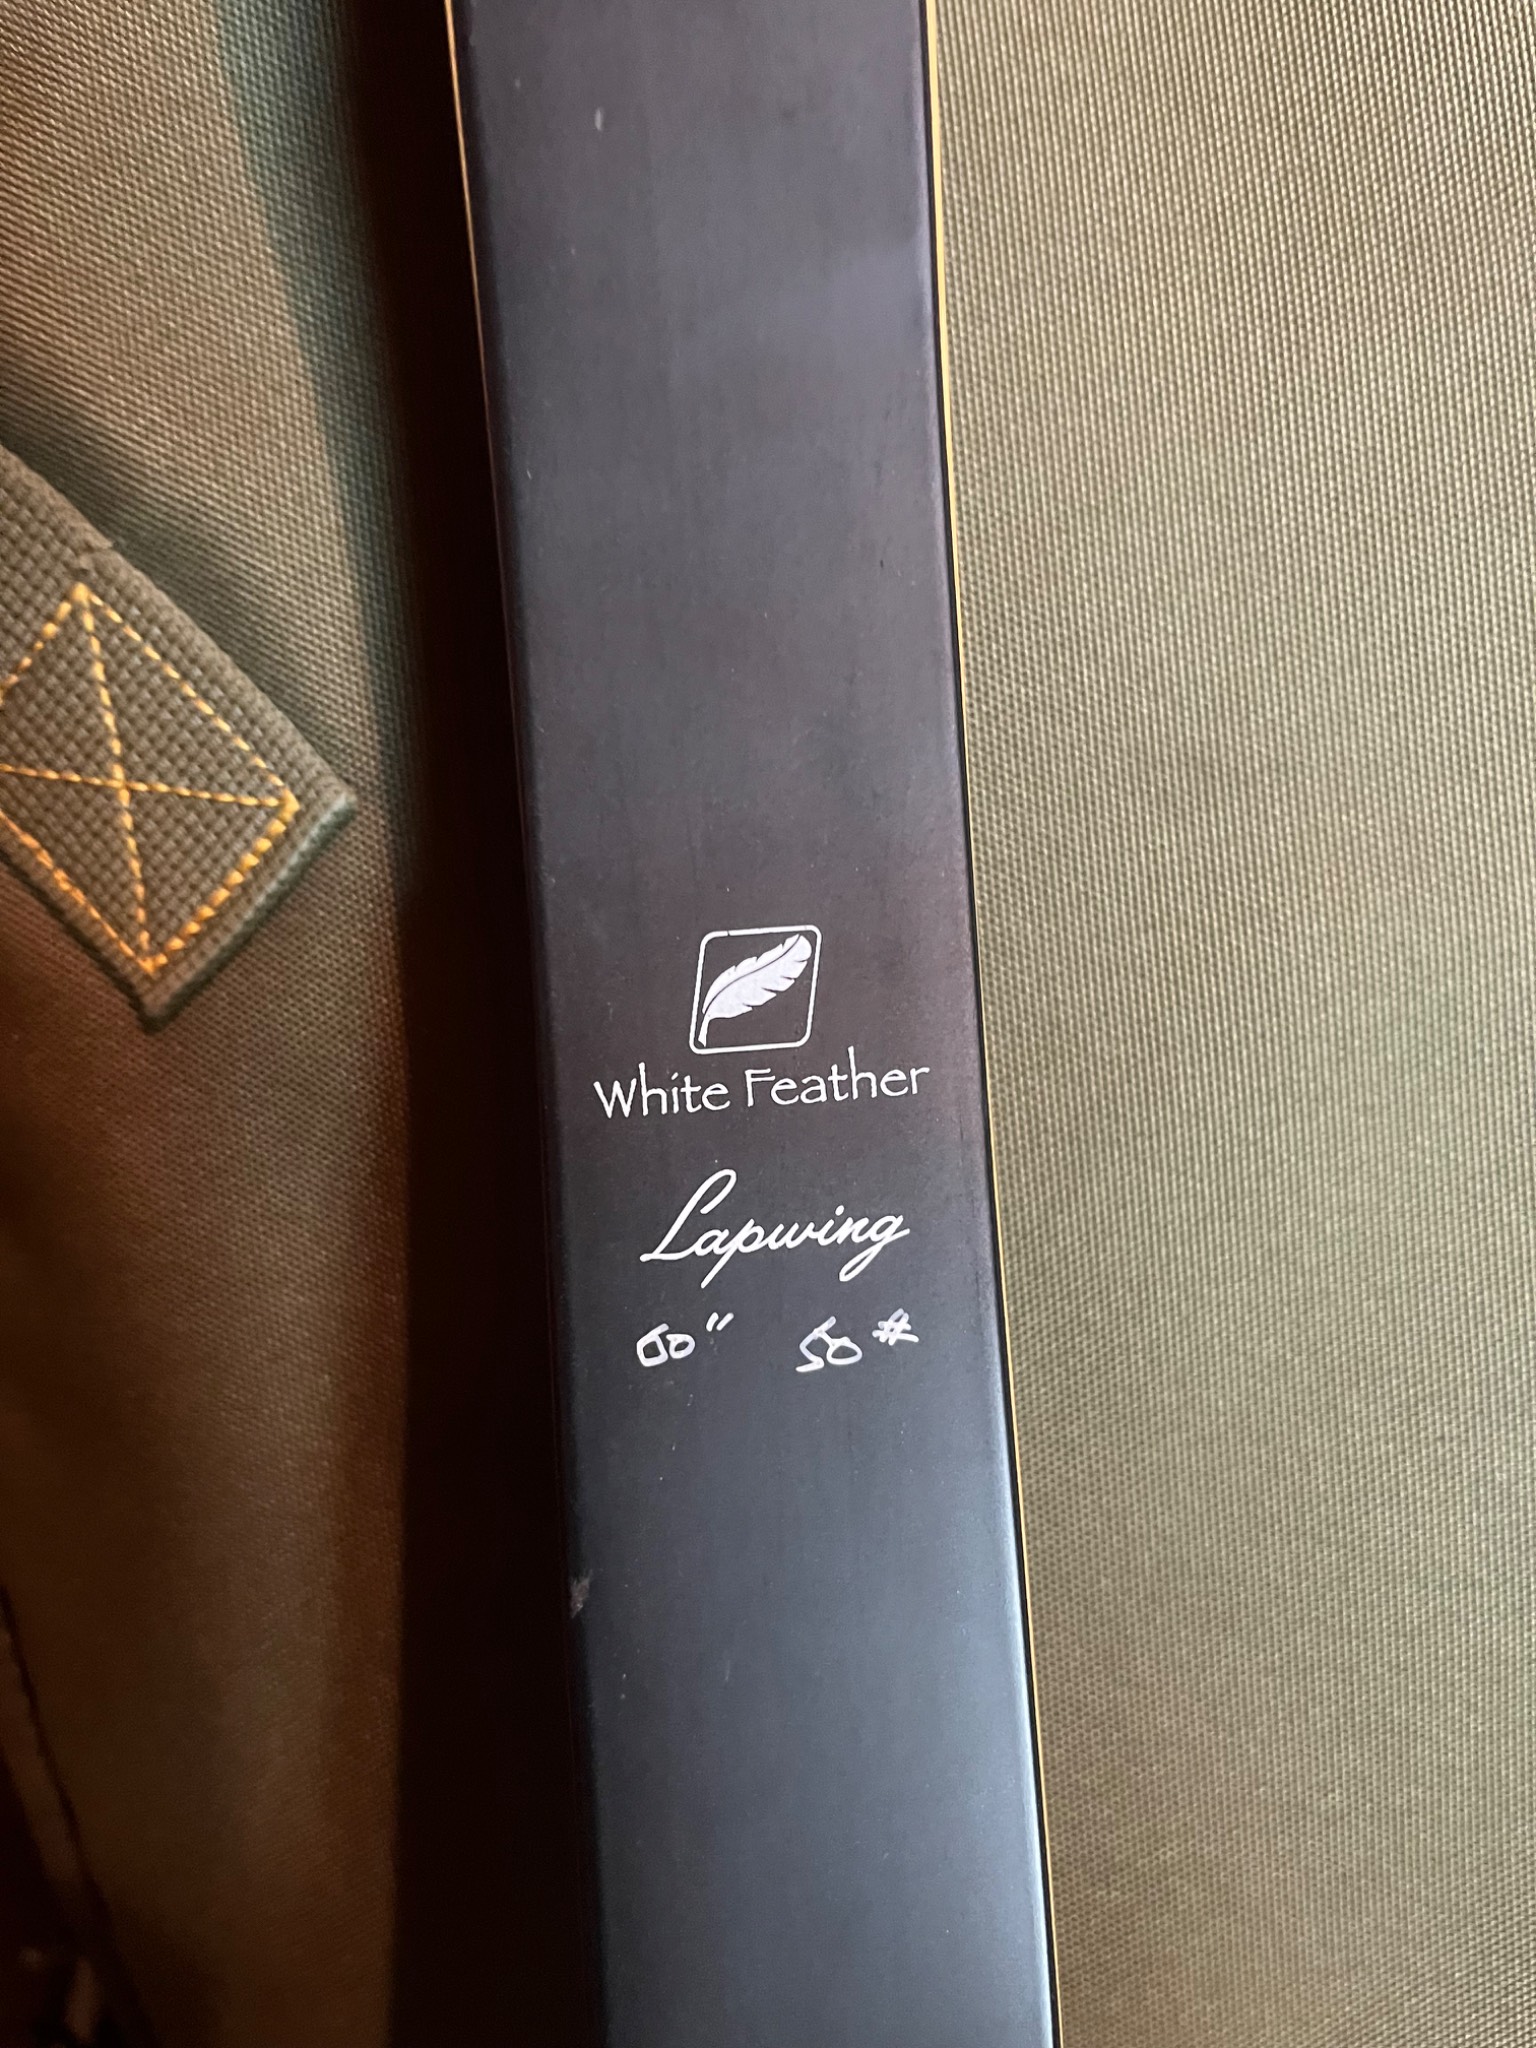 White Feather
Lapwing
60" 50#